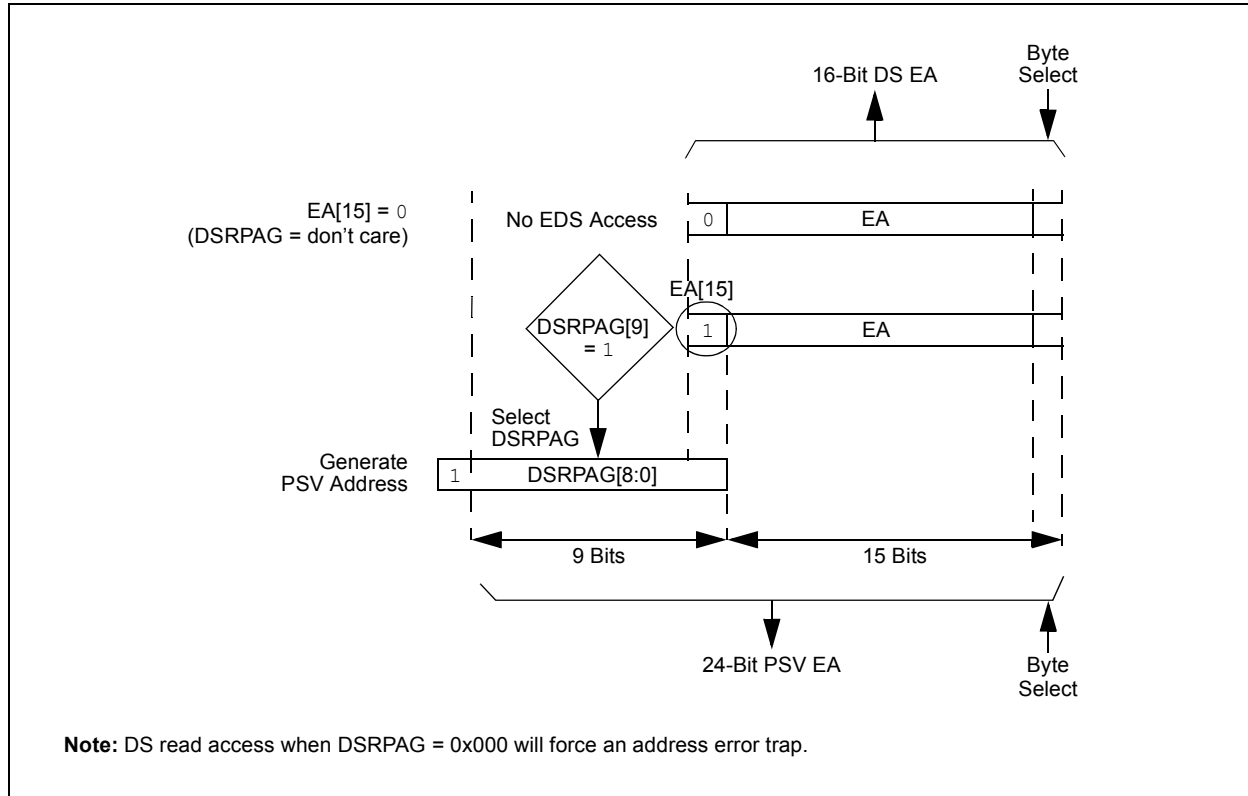 16-Bit DS EA
Byte
Select
EA[15] = 0
(DSRPAG = don't care)
No EDS Access
0
EA
EA[15]
DSRPAG[9]
= 1
1
EA
Select
DSRPAG
Generate
PSV Address
1
DSRPAG[8:0]
9 Bits
15 Bits
24-Bit PSV EA
Byte
Select
Note: DS read access when DSRPAG = 0x000 will force an address error trap.